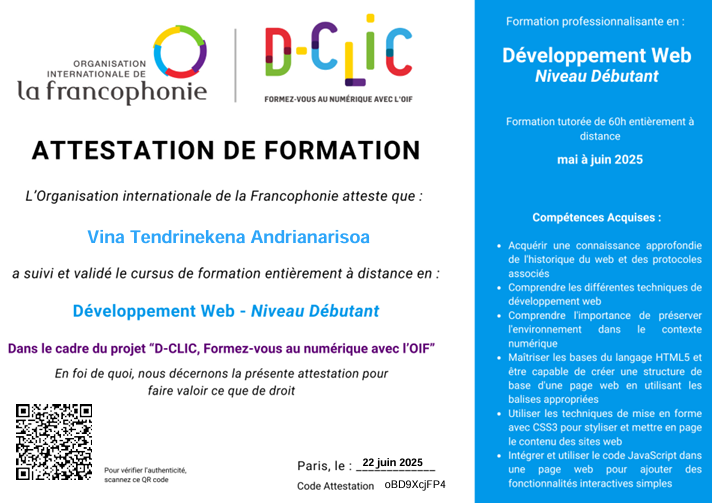 ORGANISATION
INTERNATIONALE DE
la francophonie
D-CLIC
FORMEZ-VOUS AU NUMÉRIQUE AVEC L'OIF
ATTESTATION DE FORMATION
L'Organisation internationale de la Francophonie atteste que :
Vina Tendrinekena Andrianarisoa
a suivi et validé le cursus de formation entièrement à distance en :
Développement Web - Niveau Débutant
Dans le cadre du projet “D-CLIC, Formez-vous au numérique avec l'OIF”
En foi de quoi, nous décernons la présente attestation pour
faire valoir ce que de droit
Pour vérifier l'authenticité,
scannez ce QR code
Paris, le : 22 juin 2025
Code Attestation oBD9XcjFP4
Formation professionnalisante en :
Développement Web
Niveau Débutant
Formation tutorée de 60h entièrement à
distance
mai à juin 2025
Compétences Acquises :
• Acquérir une connaissance approfondie
de l'historique du web et des protocoles
associés
• Comprendre les différentes techniques de
développement web
• Comprendre l'importance de préserver
l'environnement dans le contexte
numérique
• Maîtriser les bases du langage HTML5 et
être capable de créer une structure de
base d'une page web en utilisant les
balises appropriées
• Utiliser les techniques de mise en forme
avec CSS3 pour styliser et mettre en page
le contenu des sites web
• Intégrer et utiliser le code JavaScript dans
une page web pour ajouter des
fonctionnalités interactives simples